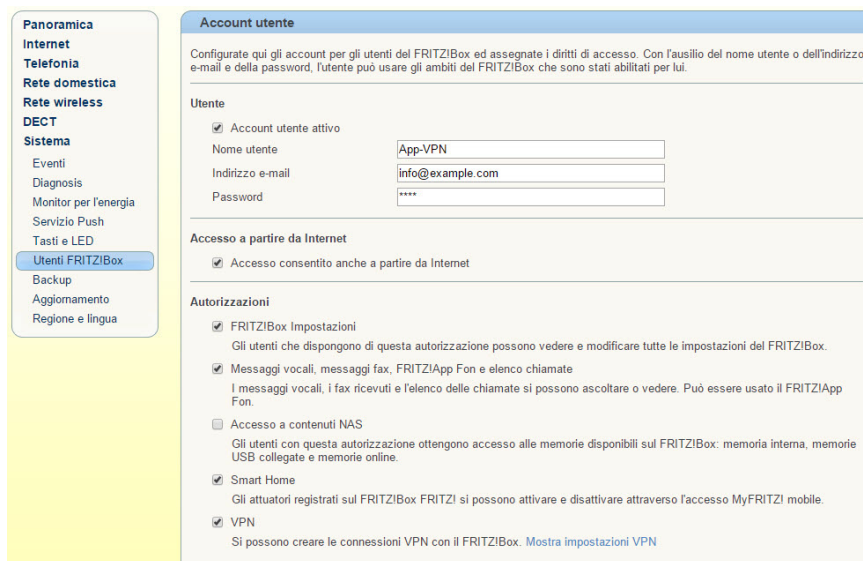 Panoramica
Internet
Telefonia
Rete domestica
Rete wireless
DECT
Sistema
Eventi
Diagnosis
Monitor per l'energia
Servizio Push
Tasti e LED
Utenti FRITZ!Box
Backup
Aggiornamento
Regione e lingua
Account utente
Configurate qui gli account per gli utenti del FRITZ!Box ed assegnate i diritti di accesso. Con l'ausilio del nome utente o dell'indirizzo
e-mail e della password, l'utente può usare gli ambiti del FRITZ!Box che sono stati abilitati per lui.
Utente
Account utente attivo
Nome utente App-VPN
Indirizzo e-mail info@example.com
Password ****
Accesso a partire da Internet
Accesso consentito anche a partire da Internet
Autorizzazioni
FRITZ!Box Impostazioni
Gli utenti che dispongono di questa autorizzazione possono vedere e modificare tutte le impostazioni del FRITZ!Box.
Messaggi vocali, messaggi fax, FRITZ!App Fon e elenco chiamate
I messaggi vocali, i fax ricevuti e l'elenco delle chiamate si possono ascoltare o vedere. Può essere usato il FRITZ!App
Fon.
Accesso a contenuti NAS
Gli utenti con questa autorizzazione ottengono accesso alle memorie disponibili sul FRITZ!Box: memoria interna, memorie
USB collegate e memorie online.
Smart Home
Gli attuatori registrati sul FRITZ!Box FRITZ! si possono attivare e disattivare attraverso l'accesso MyFRITZ! mobile.
VPN
Si possono creare le connessioni VPN con il FRITZ!Box. Mostra impostazioni VPN